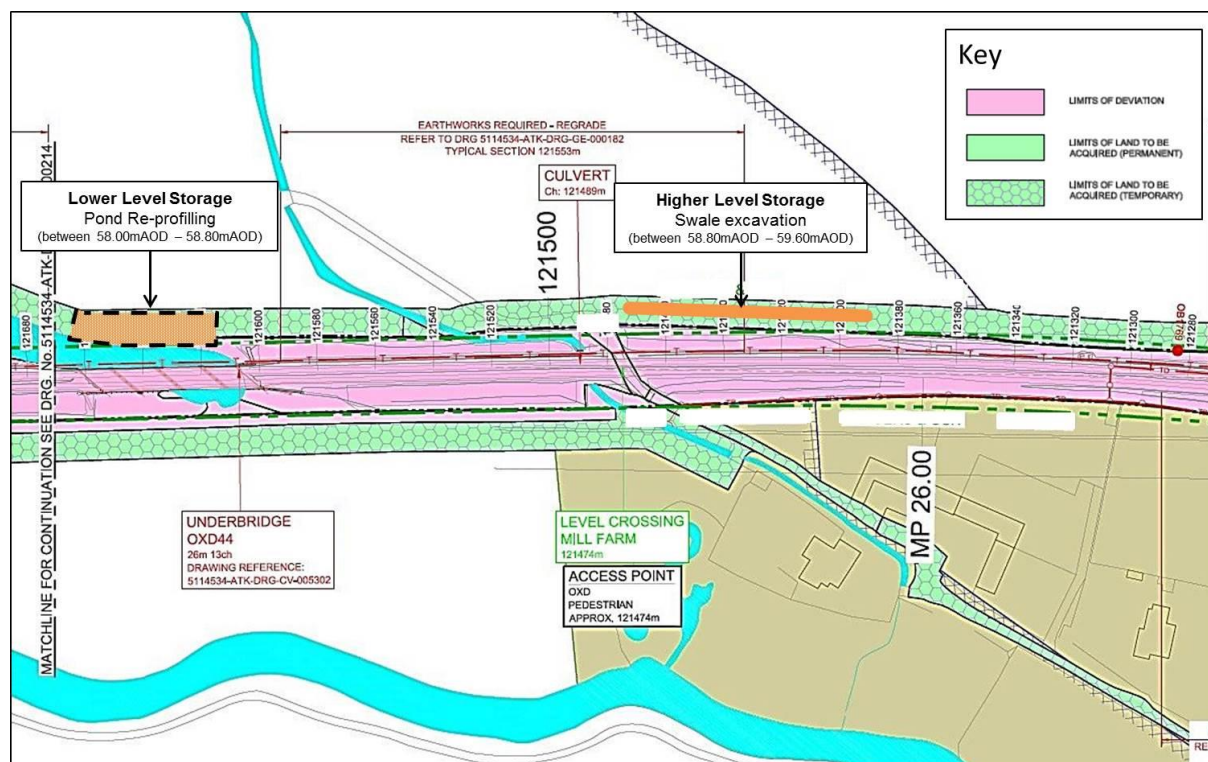 Key
LIMITS OF DEVIATION
LIMITS OF LAND TO BE
ACQUIRED (PERMANENT)
LIMITS OF LAND TO BE
ACQUIRED (TEMPORARY)
EARTHWORKS REQUIRED - REGRADE
REFER TO DRG 5114534-ATK-DRG-GE-000182
TYPICAL SECTION 121553m
CULVERT
Ch: 121489m
Lower Level Storage
Pond Re-profilling
(between 58.00mAOD – 58.80mAOD)
Higher Level Storage
Swale excavation
(between 58.80mAOD – 59.60mAOD)
MATCHLINE FOR CONTINUATION SEE DRG. No.5114534-ATK-
00214
121500
121680
121600
121580
121560
121540
121520
121380
121360
121340
121320
121300
121280
MP 26.00
UNDERBRIDGE
OXD44
26m 13ch
DRAWING REFERENCE:
5114534-ATK-DRG-CV-005302
LEVEL CROSSING
MILL FARM
121474m
ACCESS POINT
OXD
PEDESTRIAN
APPROX, 121474m
RE